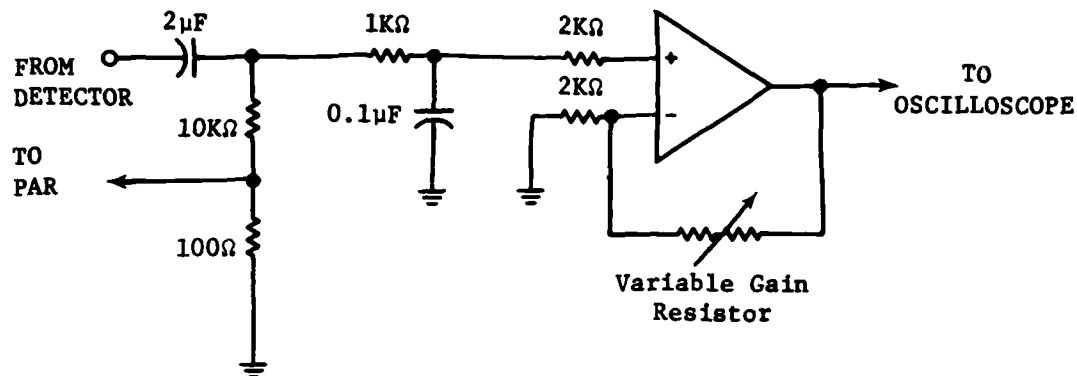 2µF
1KΩ
2KΩ
FROM
DETECTOR
+
TO
OSCILLOSCOPE
2KΩ
0.1µF
-
10KΩ
TO
PAR
100Ω
Variable Gain
Resistor